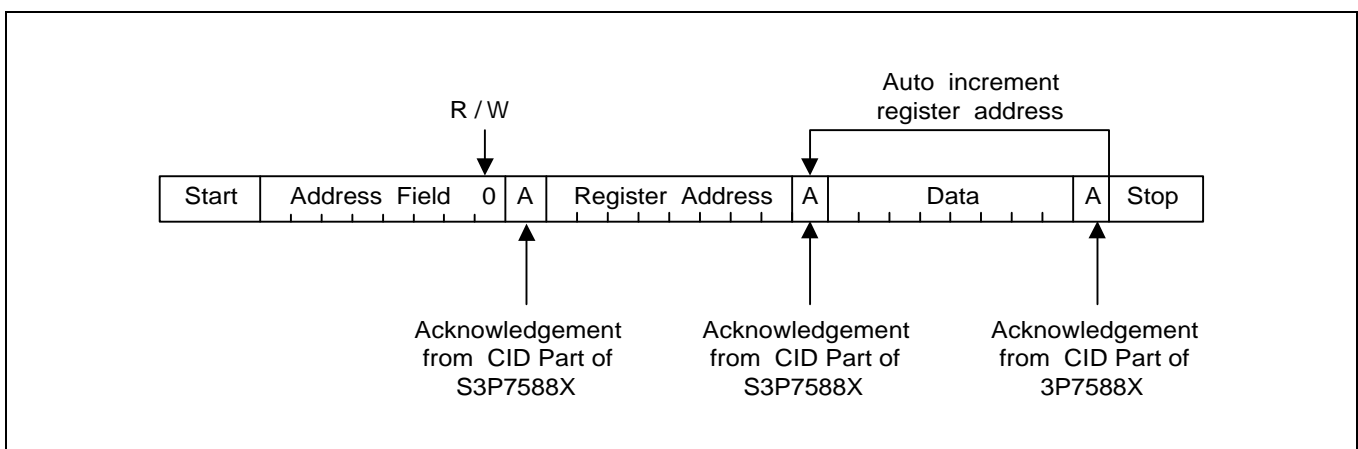 Auto increment
register address
R / W
Start Address Field 0 A Register Address A Data A Stop
Acknowledgement
from CID Part of
S3P7588X
Acknowledgement
from CID Part of
S3P7588X
Acknowledgement
from CID Part of
3P7588X